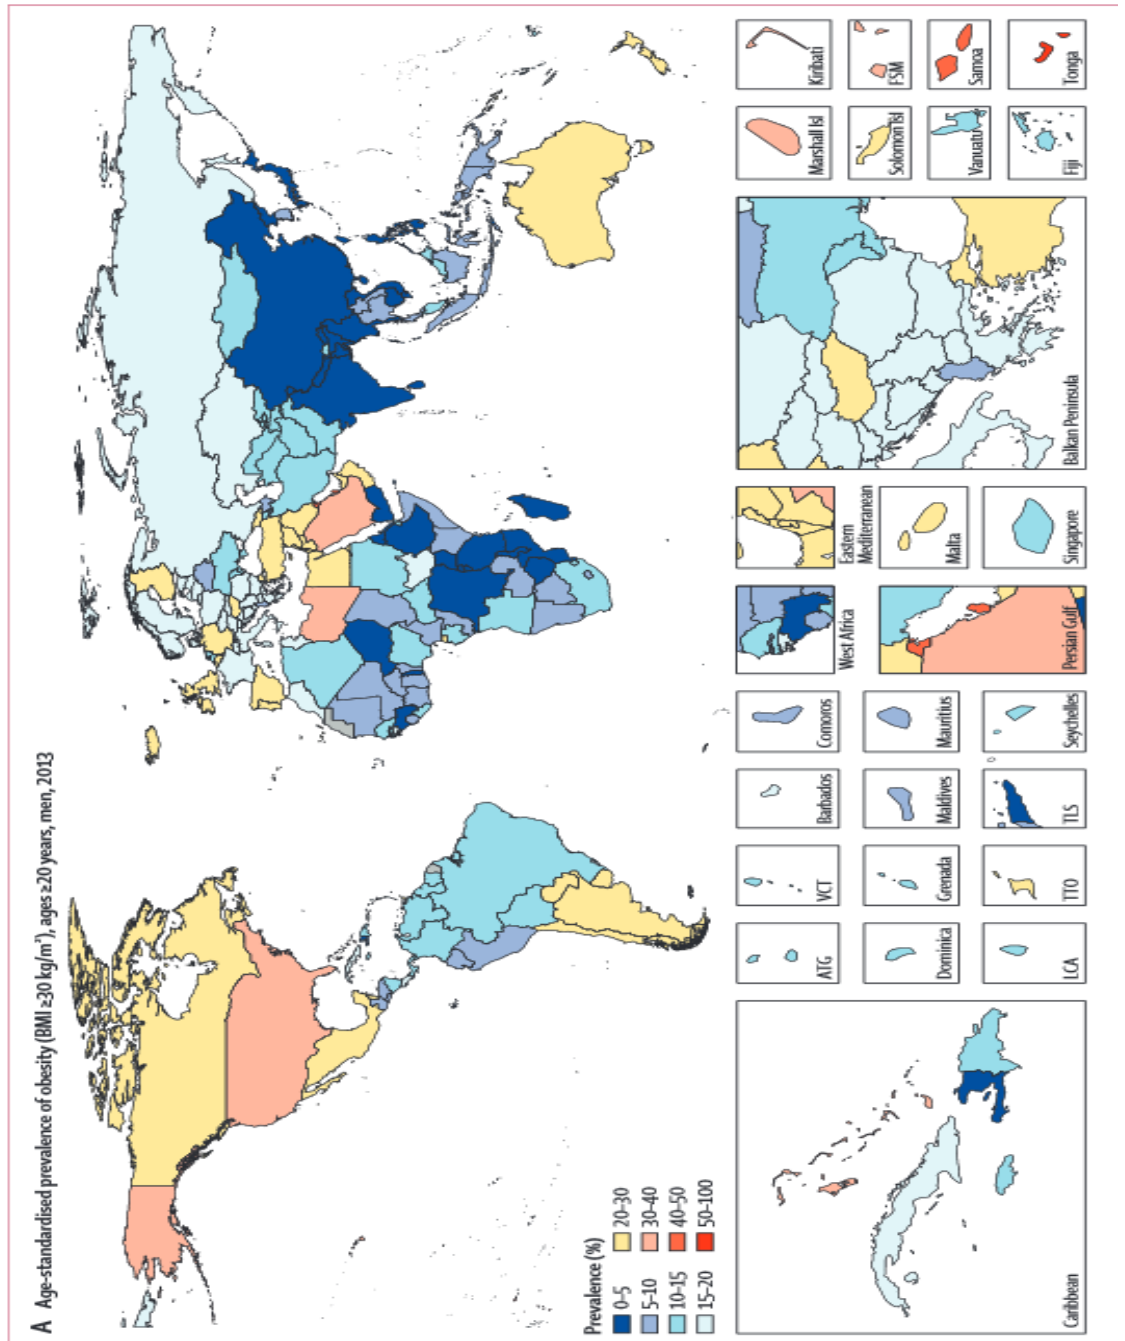 A Age-standardised prevalence of obesity (BMI ≥30 kg/m²), ages ≥20 years, men, 2013
Prevalence (%)
0–5
5–10
10–15
15–20
20–30
30–40
40–50
50–100
Caribbean
ATG
VCT
Barbados
Comoros
Dominica
Grenada
Maldives
Mauritius
LCA
TTO
TLS
Seychelles
West Africa
Eastern
Mediterranean
Persian Gulf
Malta
Singapore
Balkan Peninsula
Marshall Isl
Kiribati
Solomon Isl
FSM
Vanuatu
Samoa
Fiji
Tonga